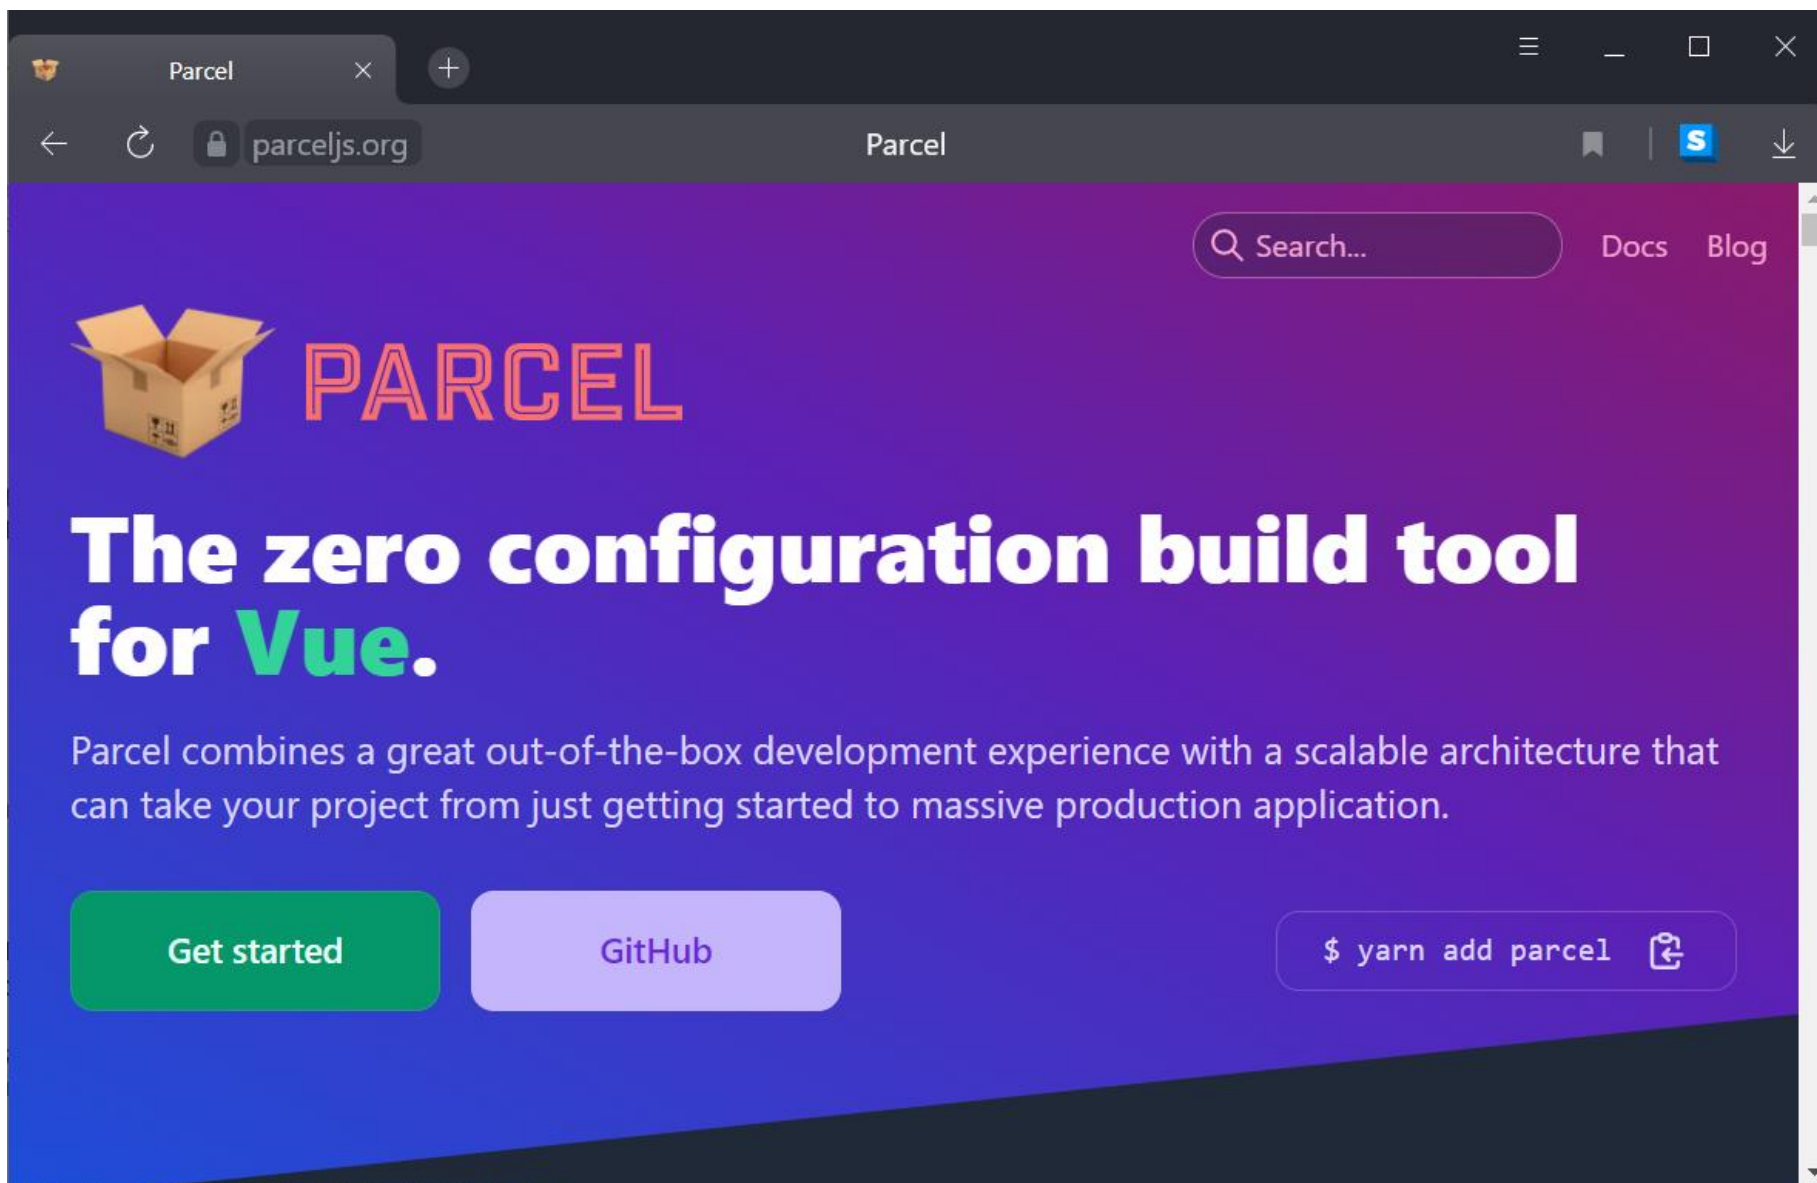 Parcel
parceljs.org
Parcel
S
Search...
Docs
Blog
PARCEL
The zero configuration build tool
for Vue.
Parcel combines a great out-of-the-box development experience with a scalable architecture that
can take your project from just getting started to massive production application.
Get started
GitHub
$ yarn add parcel